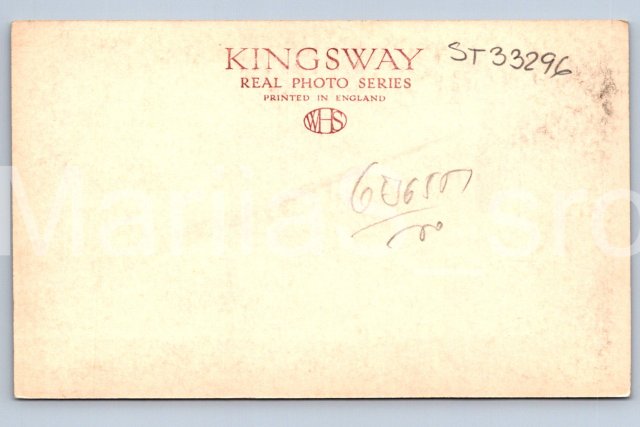 KINGSWAY
ST33296
REAL PHOTO SERIES
PRINTED IN ENGLAND
WHS